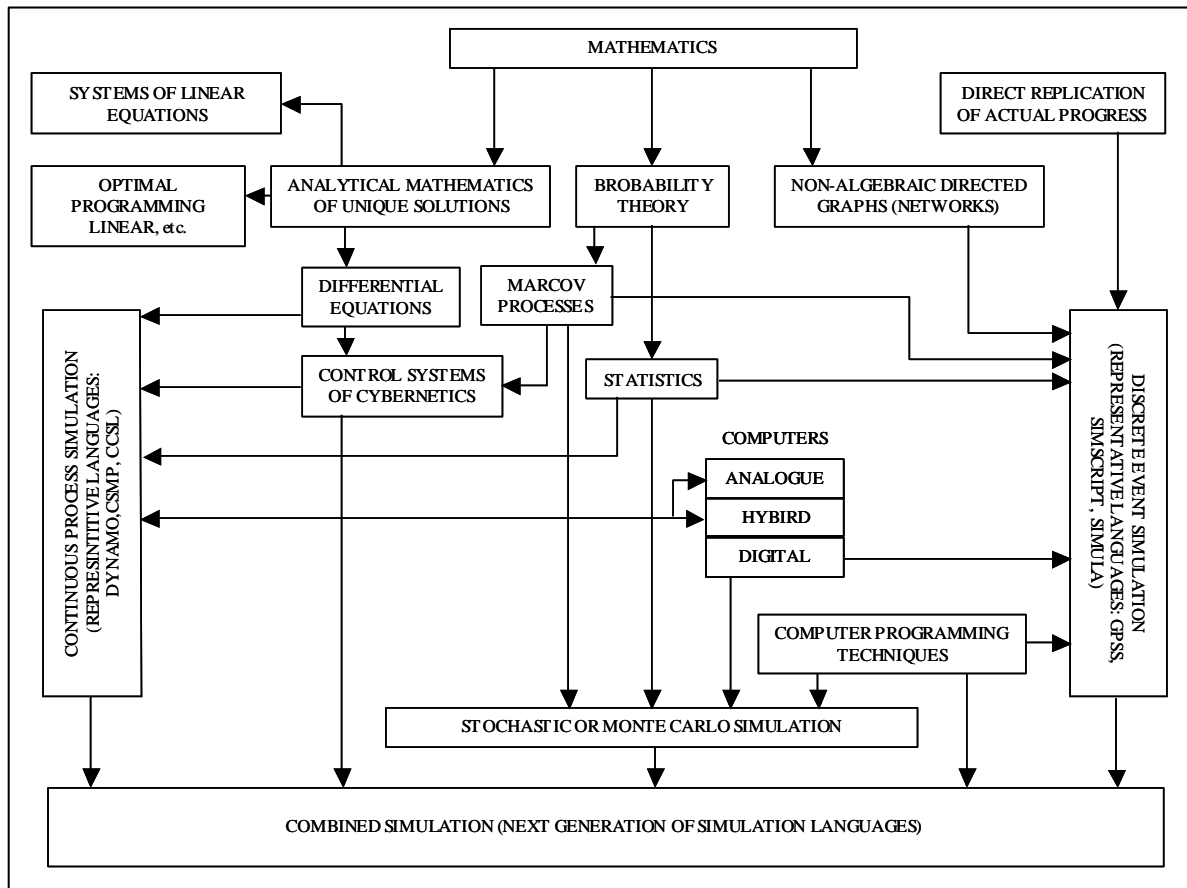 MATHEMATICS
SYSTEMS OF LINEAR
EQUATIONS
DIRECT REPLICATION
OF ACTUAL PROGRESS
OPTIMAL
PROGRAMMING
LINEAR, etc.
ANALYTICAL MATHEMATICS
OF UNIQUE SOLUTIONS
BROBABILITY
THEORY
NON-ALGEBRAIC DIRECTED
GRAPHS (NETWORKS)
DIFFERENTIAL
EQUATIONS
MARCOV
PROCESSES
CONTROL SYSTEMS
OF CYBERNETICS
STATISTICS
CONTINUOUS PROCESS SIMULATION
(REPRESINTITIVE LANGUAGES:
DYNAMO,CSMP, CCSL)
COMPUTERS
ANALOGUE
HYBIRD
DIGITAL
DISCRETE EVENT SIMULATION
(REPRESENTATIVE LANGUAGES: GPSS,
SIMSCRIPT , SIMULA)
COMPUTER PROGRAMMING
TECHNIQUES
STOCHASTIC OR MONTE CARLO SIMULATION
COMBINED SIMULATION (NEXT GENERATION OF SIMULATION LANGUAGES)